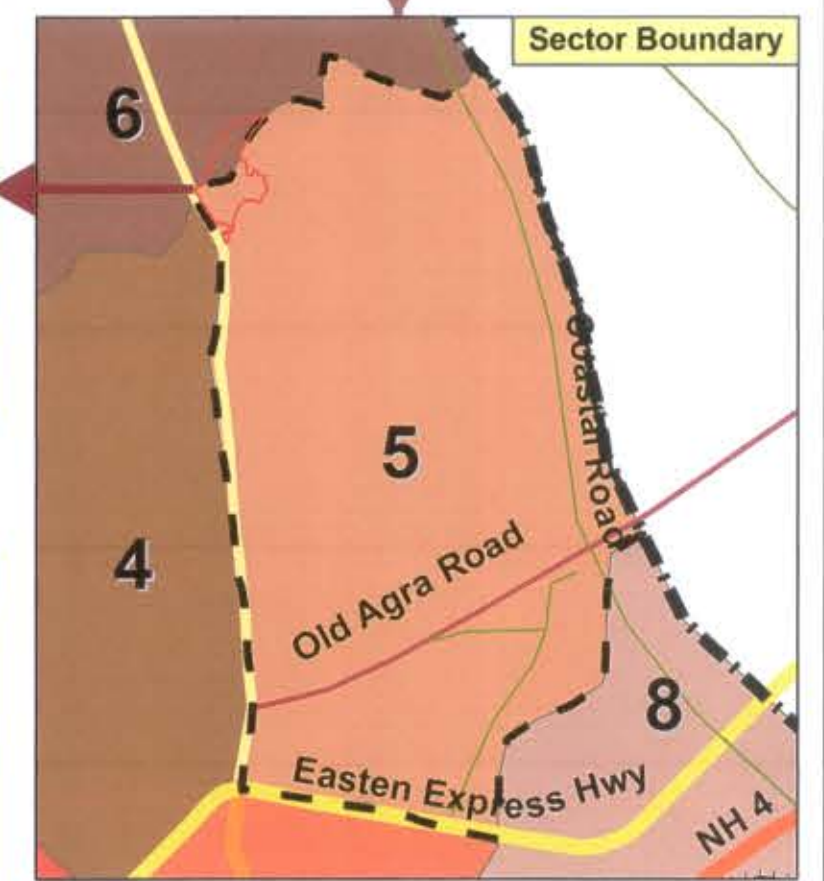 Sector Boundary
6
5
Coastal Road
4
Old Agra Road
8
Easten Express Hwy
NH 4